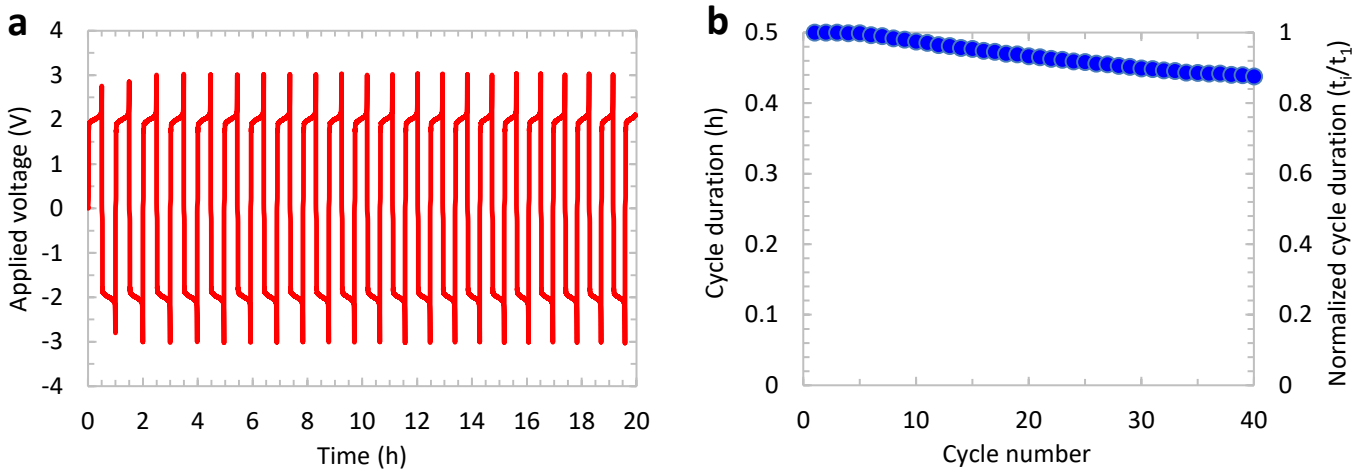 a
Applied voltage (V)
4
3
2
1
0
-1
-2
-3
-4
0 2 4 6 8 10 12 14 16 18 20
Time (h)
b
Cycle duration (h)
0.5
0.4
0.3
0.2
0.1
0
0 10 20 30 40
Cycle number
1
0.8
0.6
0.4
0.2
0
Normalized cycle duration (ti/t1)